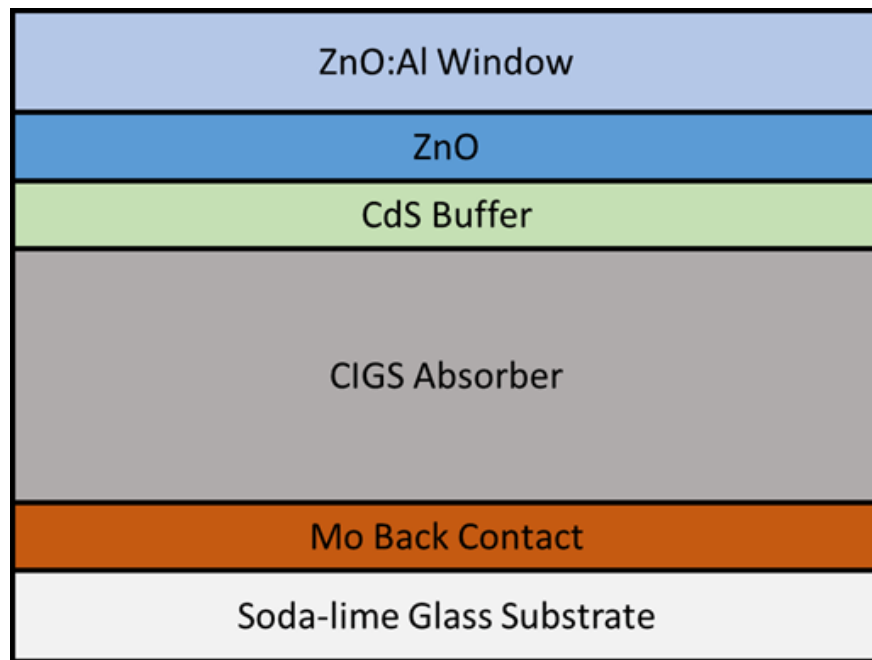 ZnO:Al Window
ZnO
CdS Buffer
CIGS Absorber
Mo Back Contact
Soda-lime Glass Substrate